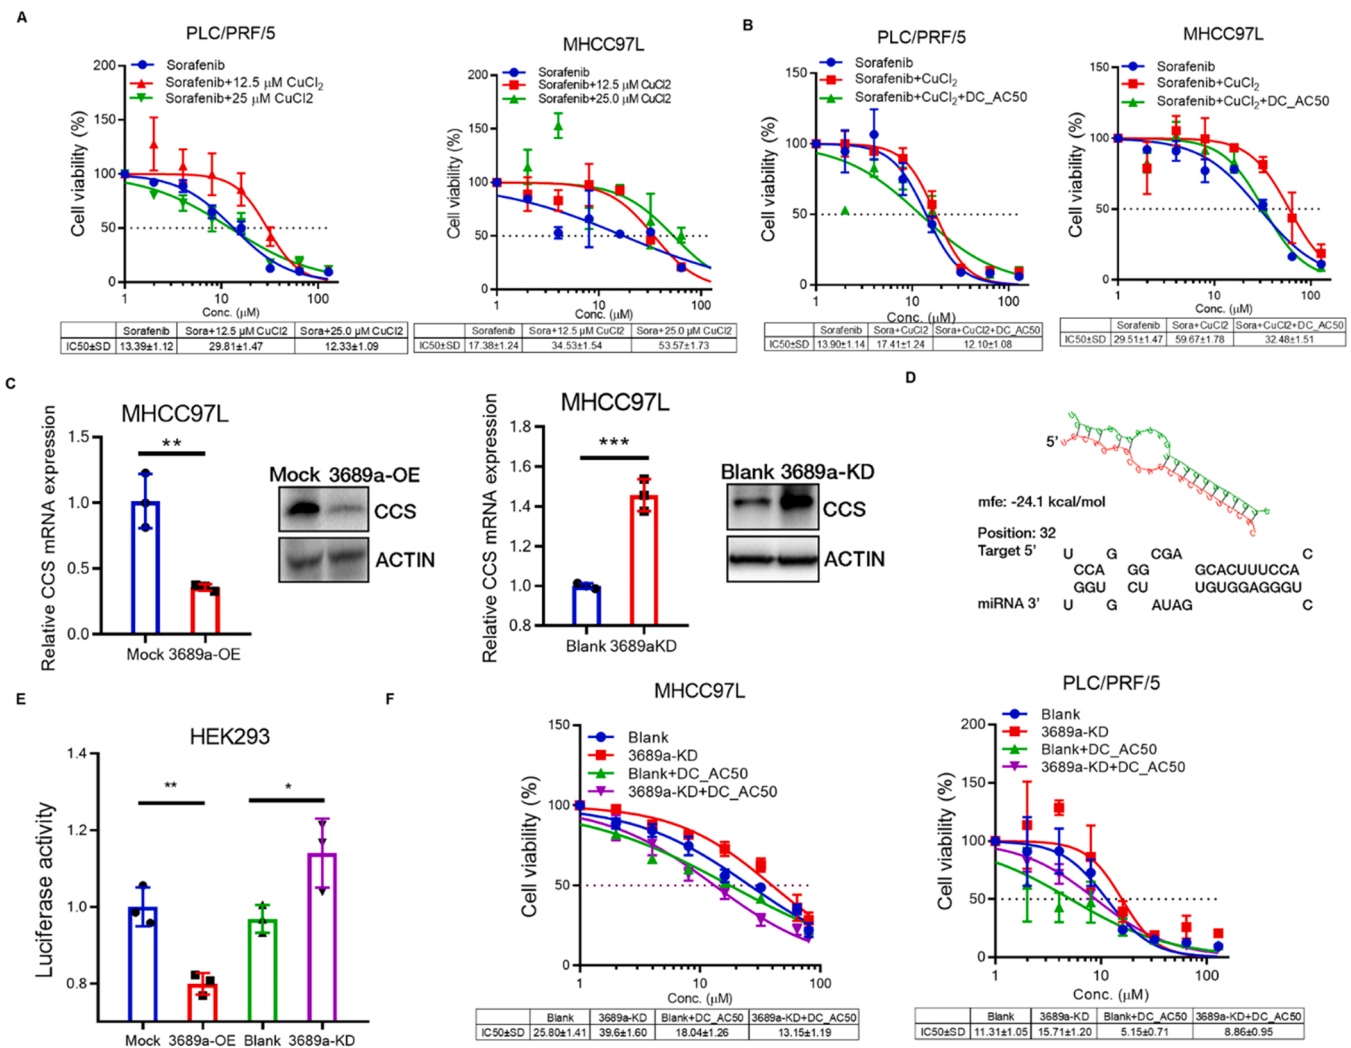 A
PLC/PRF/5
Sorafenib
Sorafenib+12.5 μM CuCl2
Sorafenib+25 μM CuCl2
Cell viability (%)
200
150
100
50
0
1 10 100
Conc. (μM)
Sorafenib Sora+12.5 μM CuCl2 Sora+25.0 μM CuCl2
IC50±SD 13.39±1.12 29.81±1.47 12.33±1.09
MHCC97L
Sorafenib
Sorafenib+12.5 μM CuCl2
Sorafenib+25.0 μM CuCl2
Cell viability (%)
200
150
100
50
0
1 10 100
Conc. (μM)
Sorafenib Sora+12.5 μM CuCl2 Sora+25.0 μM CuCl2
IC50±SD 17.38±1.24 34.53±1.54 53.57±1.73
B
PLC/PRF/5
Sorafenib
Sorafenib+CuCl2
Sorafenib+CuCl2+DC_AC50
Cell viability (%)
150
100
50
0
1 10 100
Conc. (μM)
Sorafenib Sora+CuCl2 Sora+CuCl2+DC_AC50
IC50±SD 13.90±1.14 17.41±1.24 12.10±1.08
MHCC97L
Sorafenib
Sorafenib+CuCl2
Sorafenib+CuCl2+DC_AC50
Cell viability (%)
150
100
50
0
1 10 100
Conc. (μM)
Sorafenib Sora+CuCl2 Sora+CuCl2+DC_AC50
IC50±SD 29.51±1.47 59.67±1.78 32.48±1.51
C
MHCC97L
Relative CCS mRNA expression
1.5
1.0
0.5
0.0
**
Mock 3689a-OE
Mock 3689a-OE
CCS
ACTIN
MHCC97L
Relative CCS mRNA expression
1.8
1.6
1.4
1.2
1.0
0.8
***
Blank 3689aKD
Blank 3689a-KD
CCS
ACTIN
D
5'
mfe: -24.1 kcal/mol
Position: 32
Target 5' U G CGA C
CCA GG GCACUUUCCA
GGU CU UGUGGAGGGU
miRNA 3' U G AUAG C
E
HEK293
Luciferase activity
1.4
1.2
1.0
0.8
** *
Mock 3689a-OE Blank 3689a-KD
F
MHCC97L
Blank
3689a-KD
Blank+DC_AC50
3689a-KD+DC_AC50
Cell viability (%)
150
100
50
0
1 10 100
Conc. (μM)
Blank 3689a-KD Blank+DC_AC50 3689a-KD+DC_AC50
IC50±SD 25.80±1.41 39.6±1.60 18.04±1.26 13.15±1.19
PLC/PRF/5
Blank
3689a-KD
Blank+DC_AC50
3689a-KD+DC_AC50
Cell viability (%)
200
150
100
50
0
1 10 100
Conc. (μM)
Blank 3689a-KD Blank+DC_AC50 3689a-KD+DC_AC50
IC50±SD 11.31±1.05 15.71±1.20 5.15±0.71 8.86±0.95